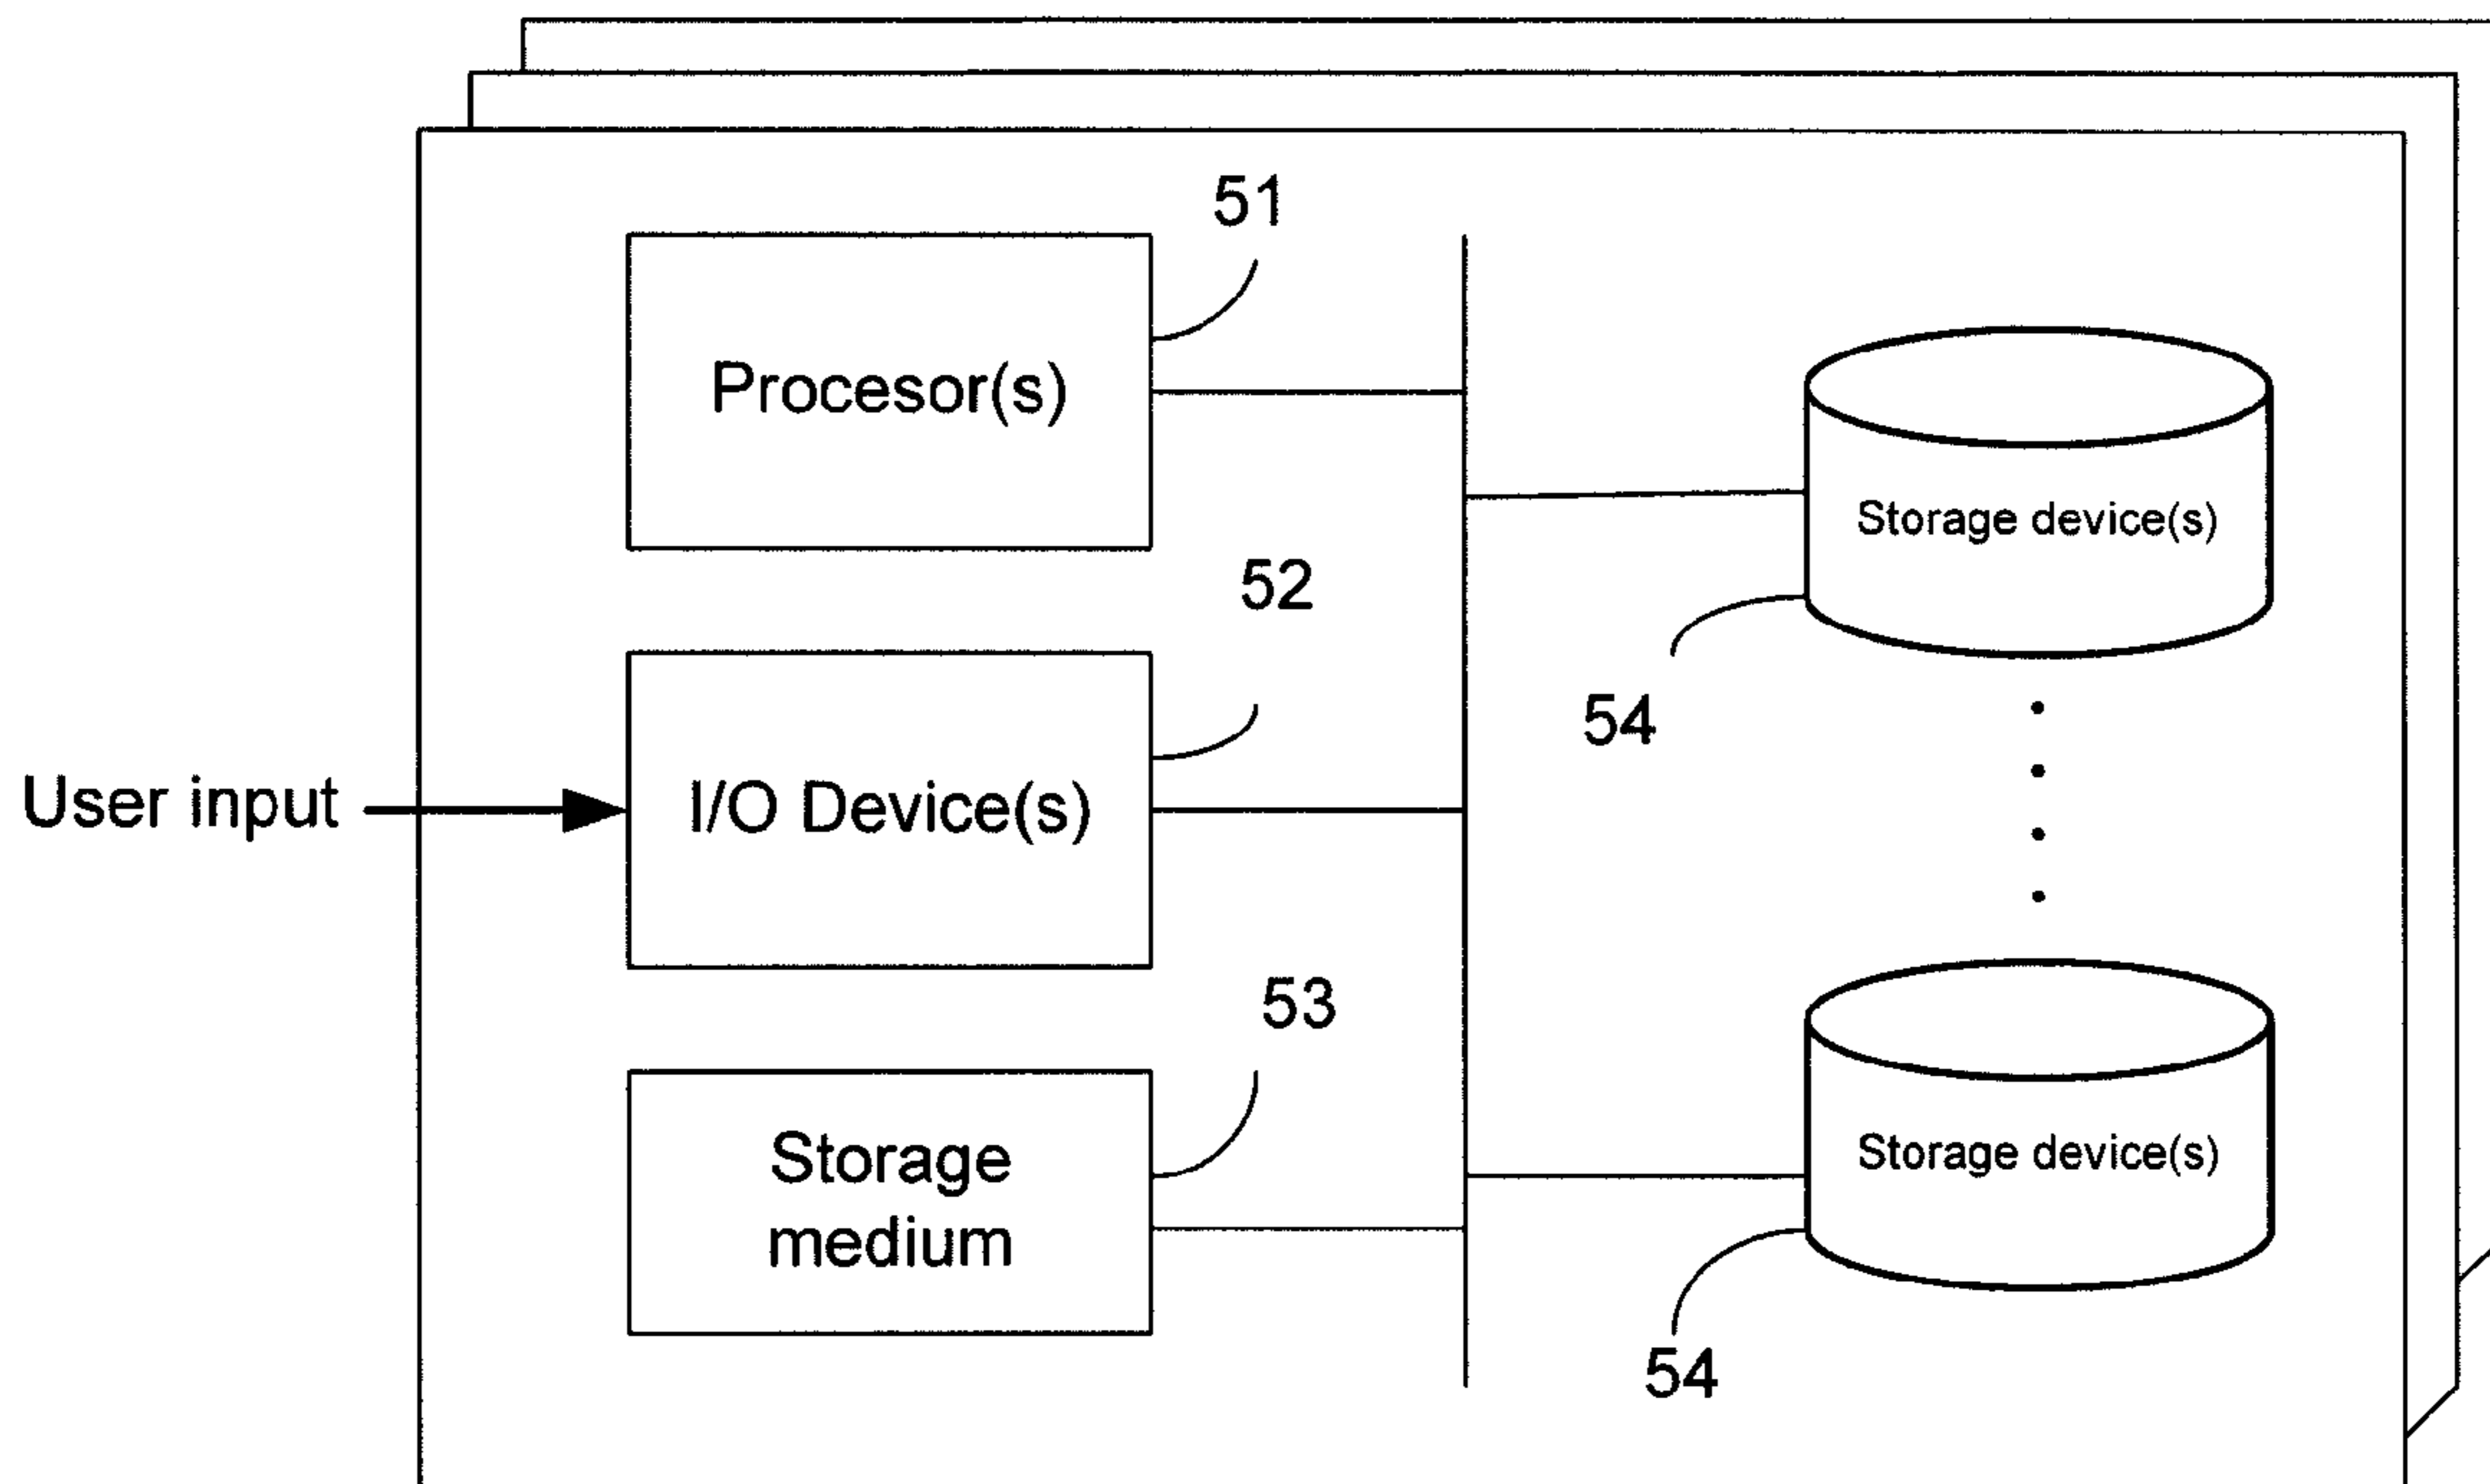 51
Procesor(s)
Storage device(s)
52
54
User input
I/O Device(s)
53
Storage
medium
Storage device(s)
54